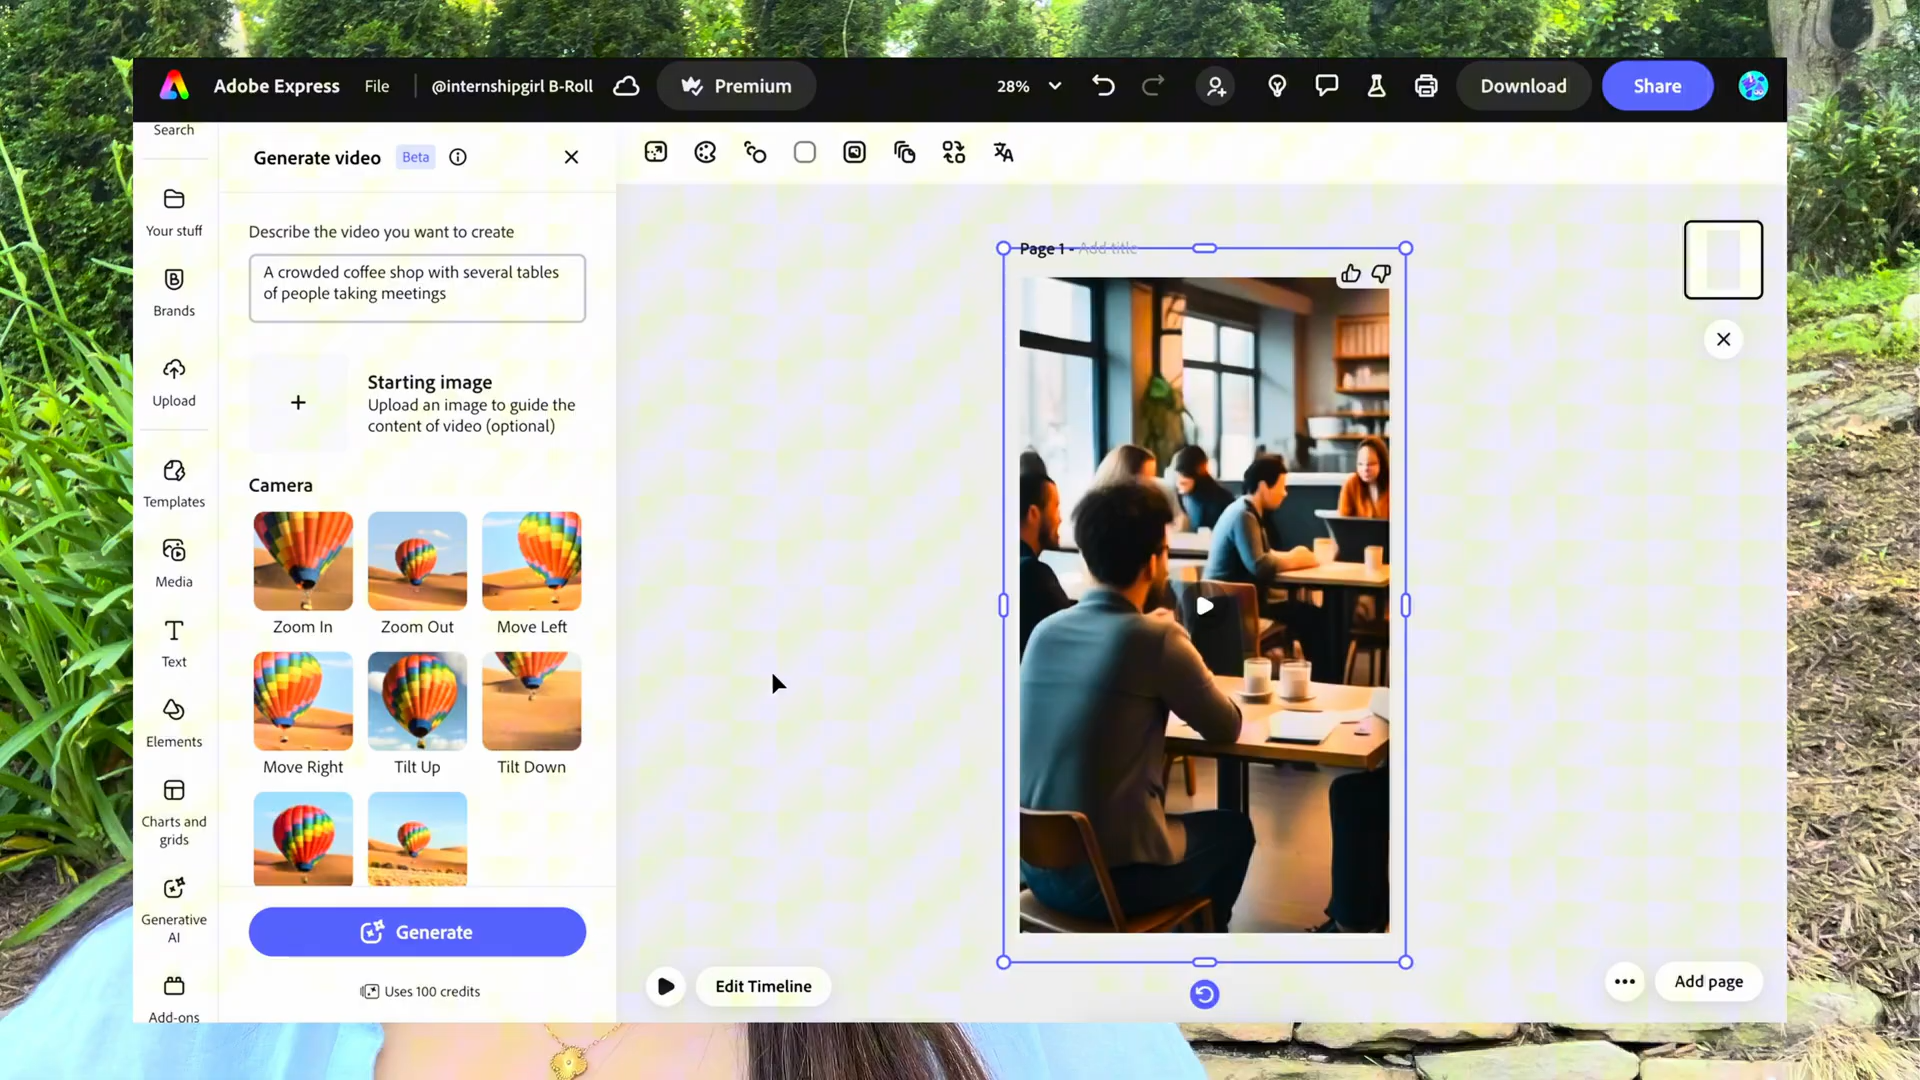 Adobe Express
File
@internshipgirl B-Roll
Premium
28%
Download
Share
Search
Your stuff
Brands
Upload
Templates
Media
Text
Elements
Charts and
grids
Generative
AI
Add-ons
Generate video
Beta
Describe the video you want to create
A crowded coffee shop with several tables
of people taking meetings
Starting image
Upload an image to guide the
content of video (optional)
Camera
Zoom In
Zoom Out
Move Left
Move Right
Tilt Up
Tilt Down
Generate
Uses 100 credits
Page 1 - Add title
Edit Timeline
Add page